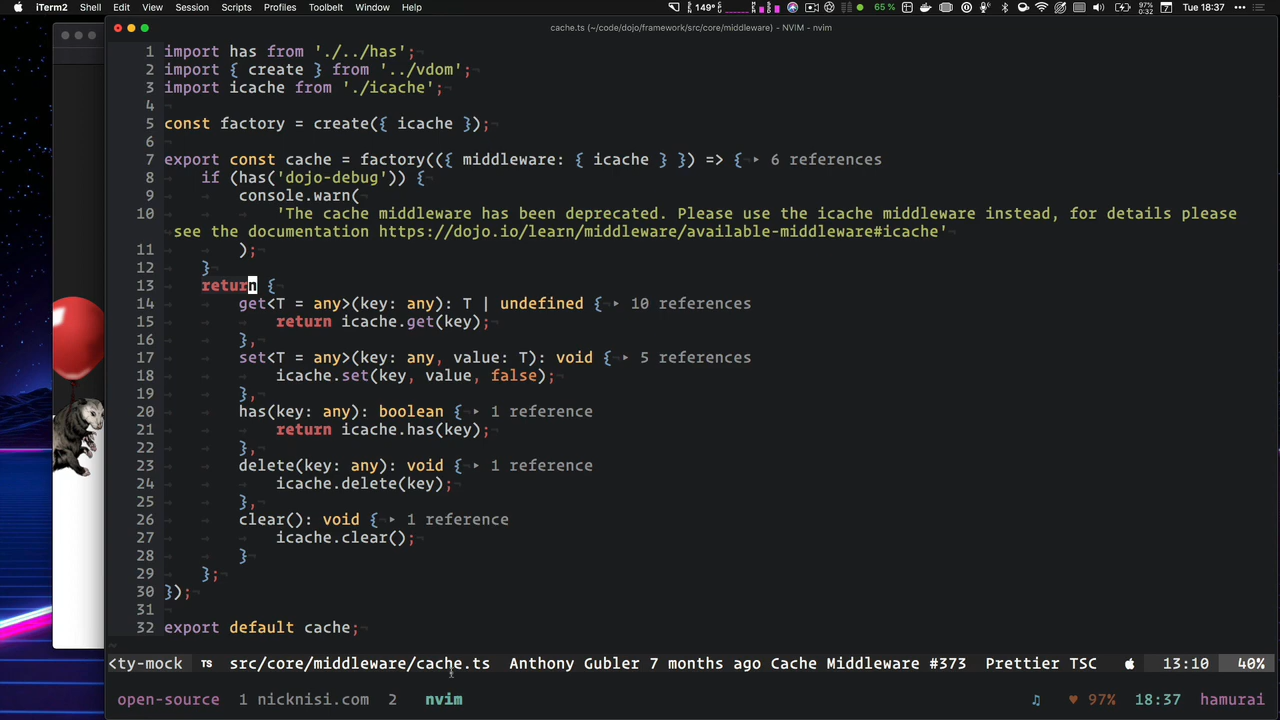 iTerm2 Shell Edit View Session Scripts Profiles Toolbelt Window Help 149° 65 % 97% 0:32 Tue 18:37
cache.ts (~/code/dojo/framework/src/core/middleware) - NVIM - nvim
1 import has from './../has';
2 import { create } from '../vdom';
3 import icache from './icache';
4
5 const factory = create({ icache });
6
7 export const cache = factory(({ middleware: { icache } }) => { ▸ 6 references
8 if (has('dojo-debug')) {
9 console.warn(
10 'The cache middleware has been deprecated. Please use the icache middleware instead, for details please
see the documentation https://dojo.io/learn/middleware/available-middleware#icache'
11 );
12 }
13 return {
14 get<T = any>(key: any): T | undefined { ▸ 10 references
15 return icache.get(key);
16 },
17 set<T = any>(key: any, value: T): void { ▸ 5 references
18 icache.set(key, value, false);
19 },
20 has(key: any): boolean { ▸ 1 reference
21 return icache.has(key);
22 },
23 delete(key: any): void { ▸ 1 reference
24 icache.delete(key);
25 },
26 clear(): void { ▸ 1 reference
27 icache.clear();
28 }
29 };
30 });
31
32 export default cache;
~
<ty-mock TS src/core/middleware/cache.ts Anthony Gubler 7 months ago Cache Middleware #373 Prettier TSC 13:10 40%
open-source 1 nicknisi.com 2 nvim ♫ ♥ 97% 18:37 hamurai